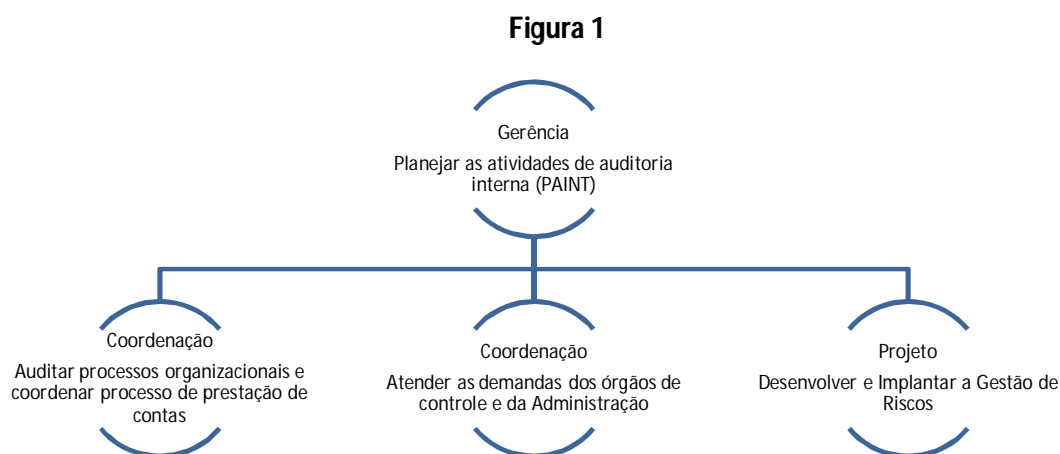 Figura 1
Gerência
Planejar as atividades de auditoria
interna (PAINT)
Coordenação
Auditar processos organizacionais e
coordenar processo de prestação de
contas
Coordenação
Atender as demandas dos órgãos de
controle e da Administração
Projeto
Desenvolver e Implantar a Gestão de
Riscos